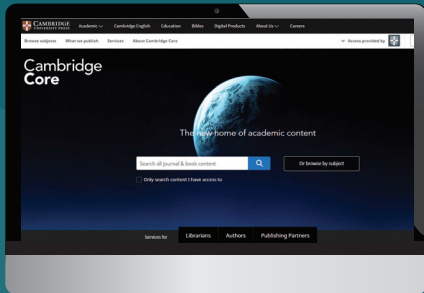 CAMBRIDGE
UNIVERSITY PRESS
Academic Cambridge English Education Bibles Digital Products About Us Careers
Browse subjects What we publish Services About Cambridge Core Access provided by
Cambridge
Core
The new home of academic content
Search all journal & book content
Or browse by subject
Only search content I have access to
Services for Librarians Authors Publishing Partners